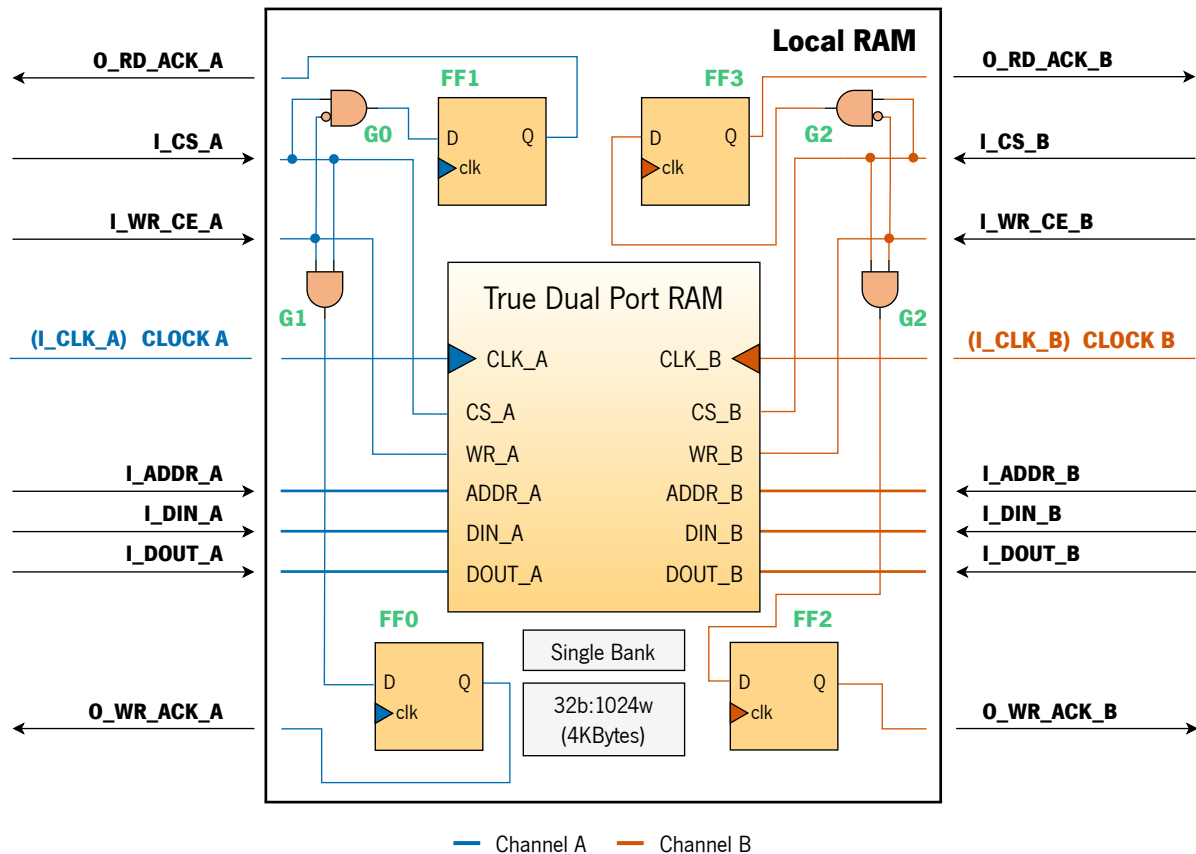 Local RAM
O_RD_ACK_A
O_RD_ACK_B
FF1
FF3
D Q
clk
G0
D Q
clk
G2
I_CS_A
I_CS_B
I_WR_CE_A
I_WR_CE_B
True Dual Port RAM
G1
G2
(I_CLK_A) CLOCK A
CLK_A
CLK_B
(I_CLK_B) CLOCK B
CS_A
CS_B
WR_A
WR_B
I_ADDR_A
ADDR_A
ADDR_B
I_ADDR_B
I_DIN_A
DIN_A
DIN_B
I_DIN_B
I_DOUT_A
DOUT_A
DOUT_B
I_DOUT_B
FF0
FF2
Single Bank
D Q
clk
32b:1024w
(4KBytes)
D Q
clk
O_WR_ACK_A
O_WR_ACK_B
Channel A
Channel B